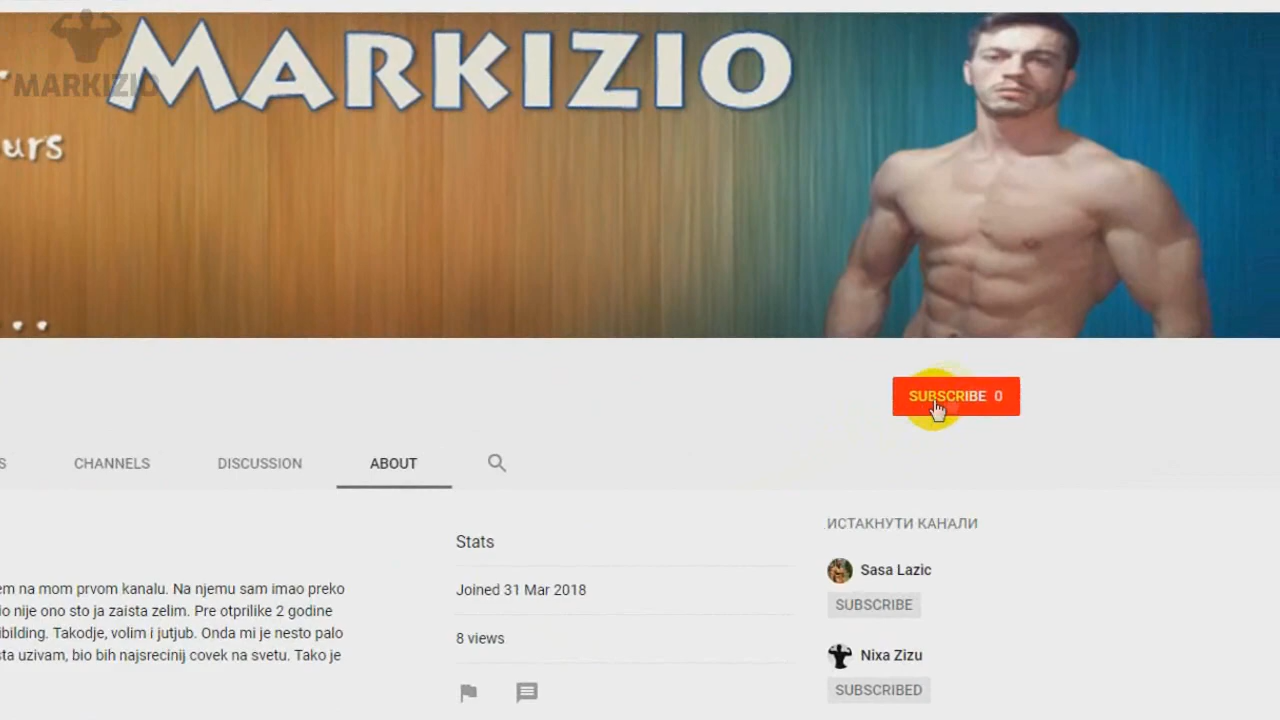 MARKIZIO
MARKIZIO
urs
...
SUBSCRIBE 0
CHANNELS DISCUSSION ABOUT
Stats
Joined 31 Mar 2018
8 views
em na mom prvom kanalu. Na njemu sam imao preko
io nije ono sto ja zaista zelim. Pre otprilike 2 godine
ibilding. Takodje, volim i jutjub. Onda mi je nesto palo
sta uzivam, bio bih najsrecinij covek na svetu. Tako je
ИСТАКНУТИ КАНАЛИ
Sasa Lazic
SUBSCRIBE
Nixa Zizu
SUBSCRIBED